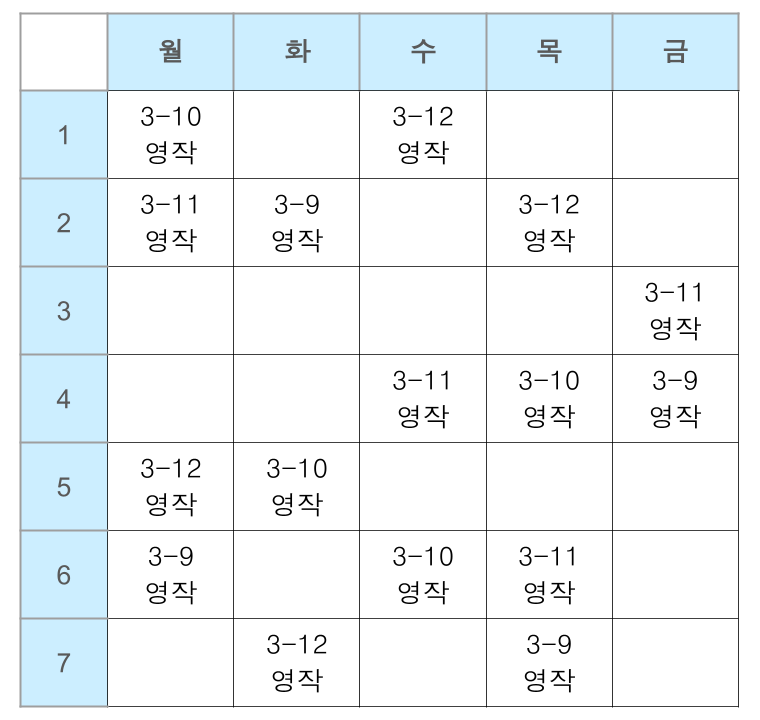 월 화 수 목 금
1 3-10 3-12
영작 영작
2 3-11 3-9 3-12
영작 영작 영작
3 3-11
영작
4 3-11 3-10 3-9
영작 영작 영작
5 3-12 3-10
영작 영작
6 3-9 3-10 3-11
영작 영작 영작
7 3-12 3-9
영작 영작